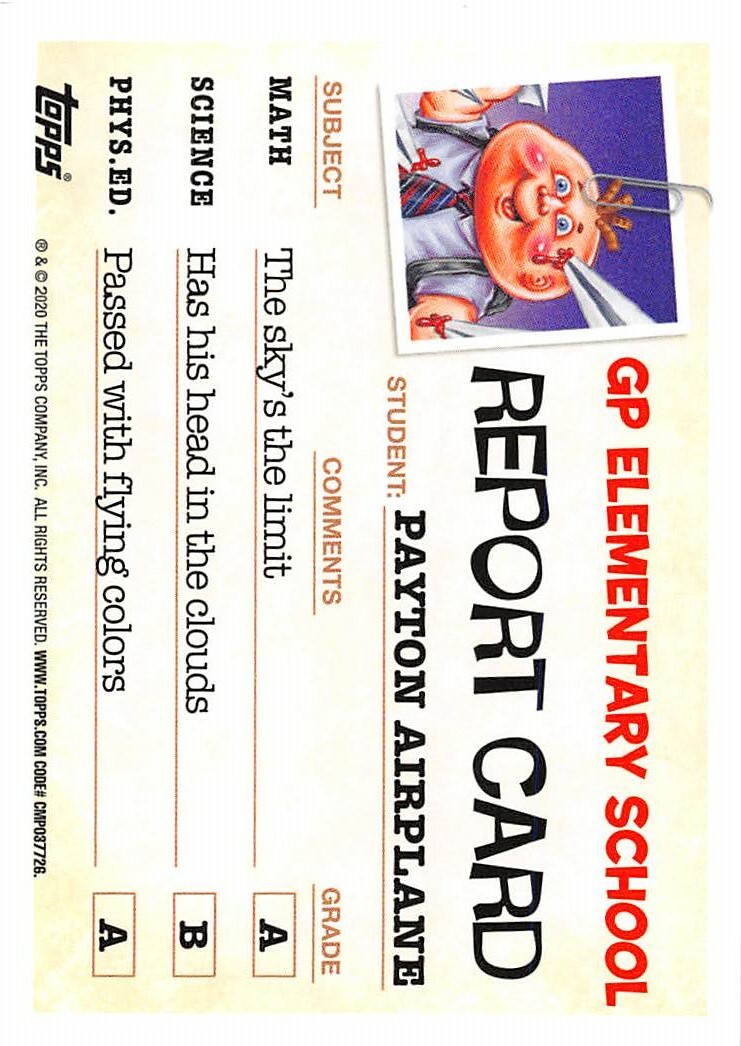 GP ELEMENTARY SCHOOL
REPORT CARD
STUDENT: PAYTON AIRPLANE
SUBJECT COMMENTS GRADE
MATH The sky's the limit A
SCIENCE Has his head in the clouds B
PHYS.ED. Passed with flying colors A
topps® ® & © 2020 THE TOPPS COMPANY, INC. ALL RIGHTS RESERVED. WWW.TOPPS.COM CODE# CMP037726.